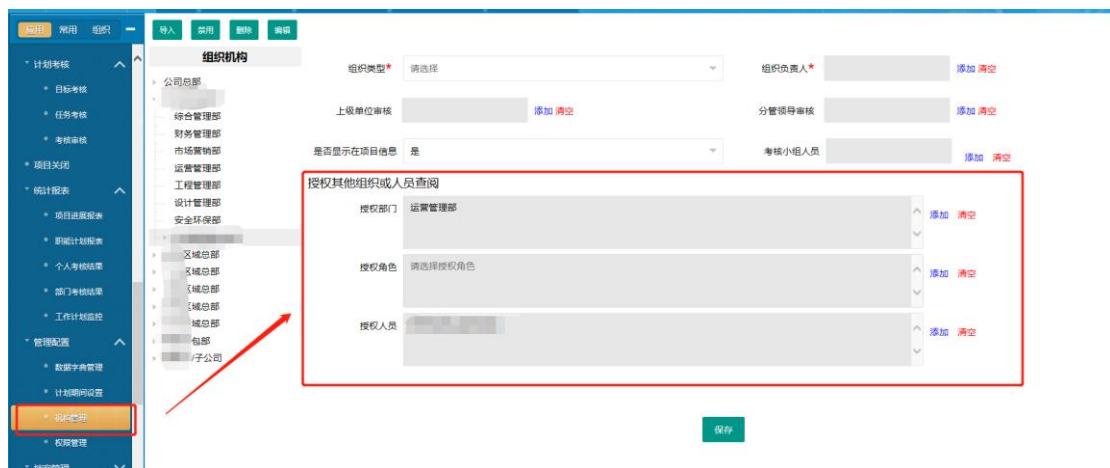 应用 常用 组织
计划考核
目标考核
任务考核
考核审核
项目关闭
统计报表
项目进展报表
职能计划报表
个人考核结果
部门考核结果
工作计划监控
管理配置
数据字典管理
计划期间设置
机构管理
权限管理
导入 禁用 删除 编辑
组织机构
公司总部
综合管理部
财务管理部
市场营销部
运营管理部
工程管理部
设计管理部
安全环保部
区域总部
区域总部
区域总部
区域总部
域总部
包部
/子公司
组织类型* 请选择 组织负责人* 添加 清空
上级单位审核 添加 清空 分管领导审核 添加 清空
是否显示在项目信息 是 考核小组人员 添加 清空
授权其他组织或人员查阅
授权部门 运营管理部 添加 清空
授权角色 请选择授权角色 添加 清空
授权人员 添加 清空
保存